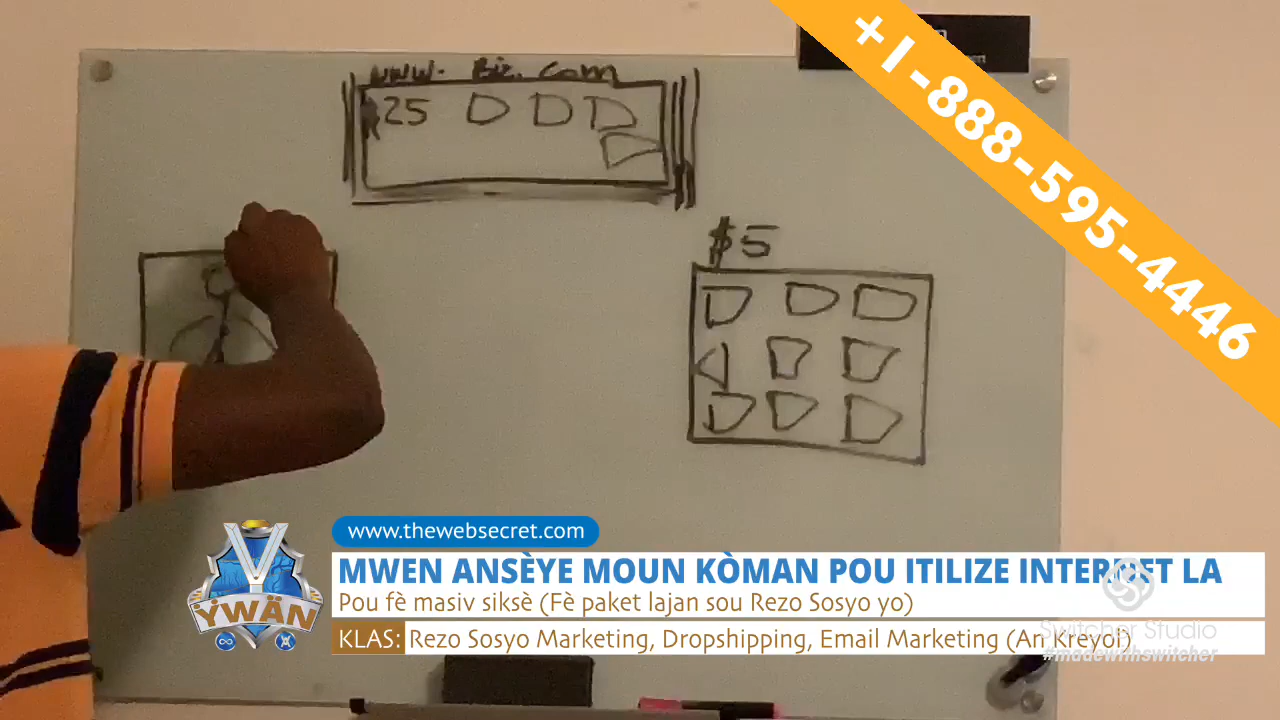 www. Biz. com
$25
+1-888-595-4446
$5
www.thewebsecret.com
MWEN ANSÈYE MOUN KÒMAN POU ITILIZE INTERNET LA
Pou fè masiv siksè (Fè paket lajan sou Rezo Sosyo yo)
YWÄN
KLAS: Rezo Sosyo Marketing, Dropshipping, Email Marketing (An Kreyòl)
Switcher Studio
#madewithswitcher